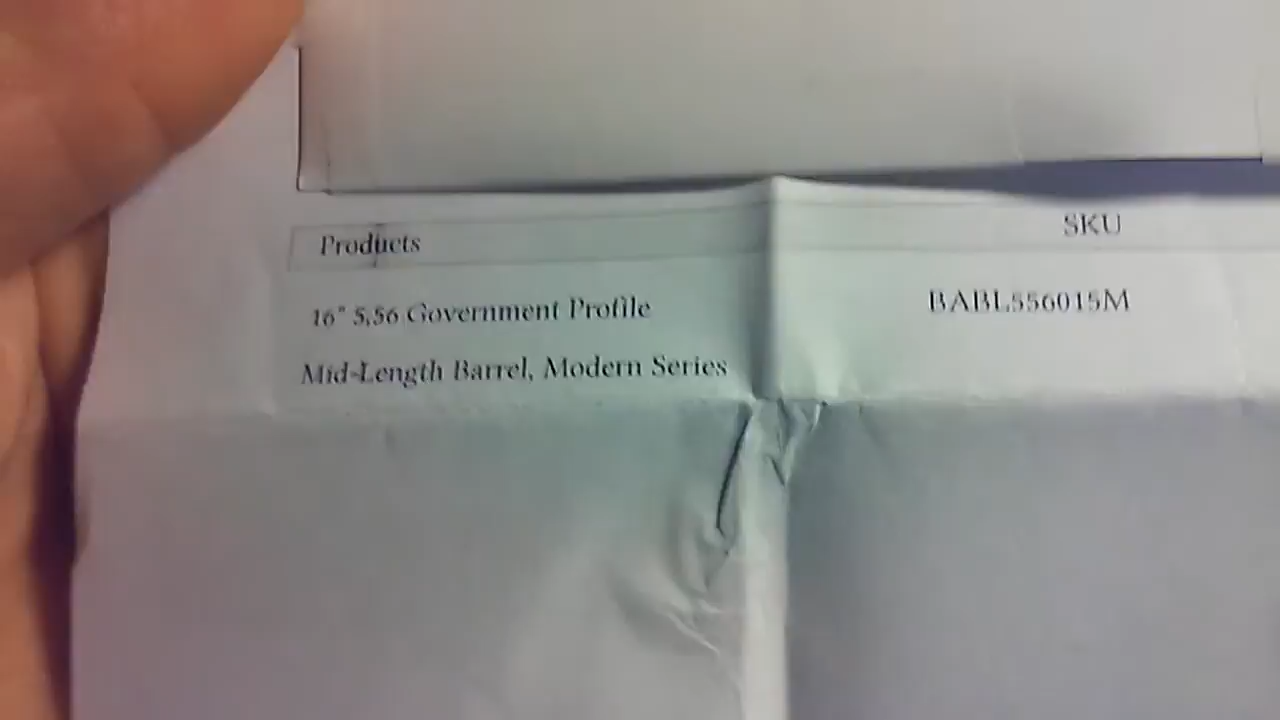 Products SKU
16" 5.56 Government Profile BABL556015M
Mid-Length Barrel, Modern Series